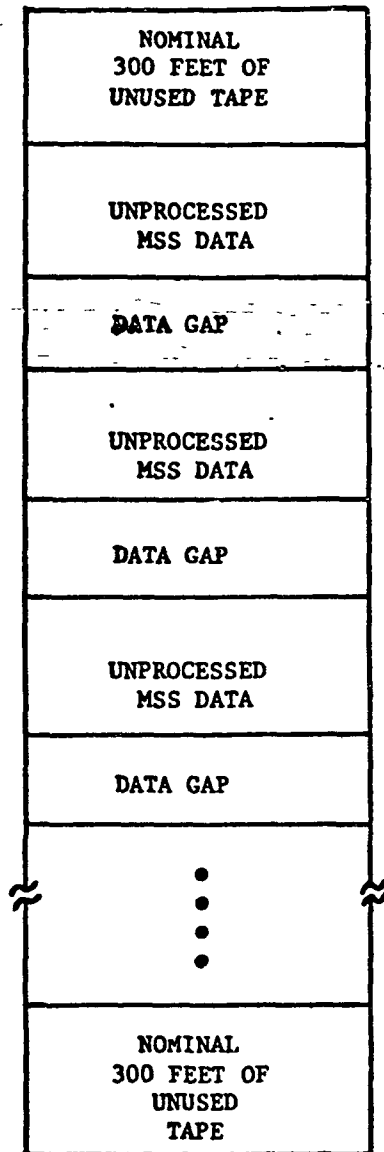 NOMINAL
300 FEET OF
UNUSED TAPE
UNPROCESSED
MSS DATA
DATA GAP
UNPROCESSED
MSS DATA
DATA GAP
UNPROCESSED
MSS DATA
DATA GAP
NOMINAL
300 FEET OF
UNUSED
TAPE